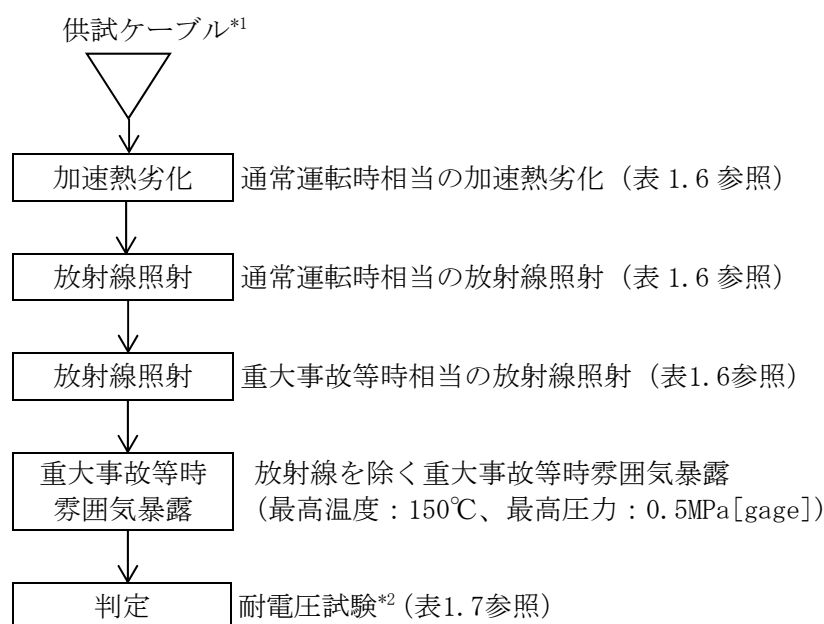 供試ケーブル*1
加速熱劣化 通常運転時相当の加速熱劣化（表 1.6 参照）
放射線照射 通常運転時相当の放射線照射（表 1.6 参照）
放射線照射 重大事故等時相当の放射線照射（表1.6参照）
重大事故等時 放射線を除く重大事故等時雰囲気暴露
雰囲気暴露 （最高温度：150℃、最高圧力：0.5MPa[gage]）
判定 耐電圧試験*2（表1.7参照）